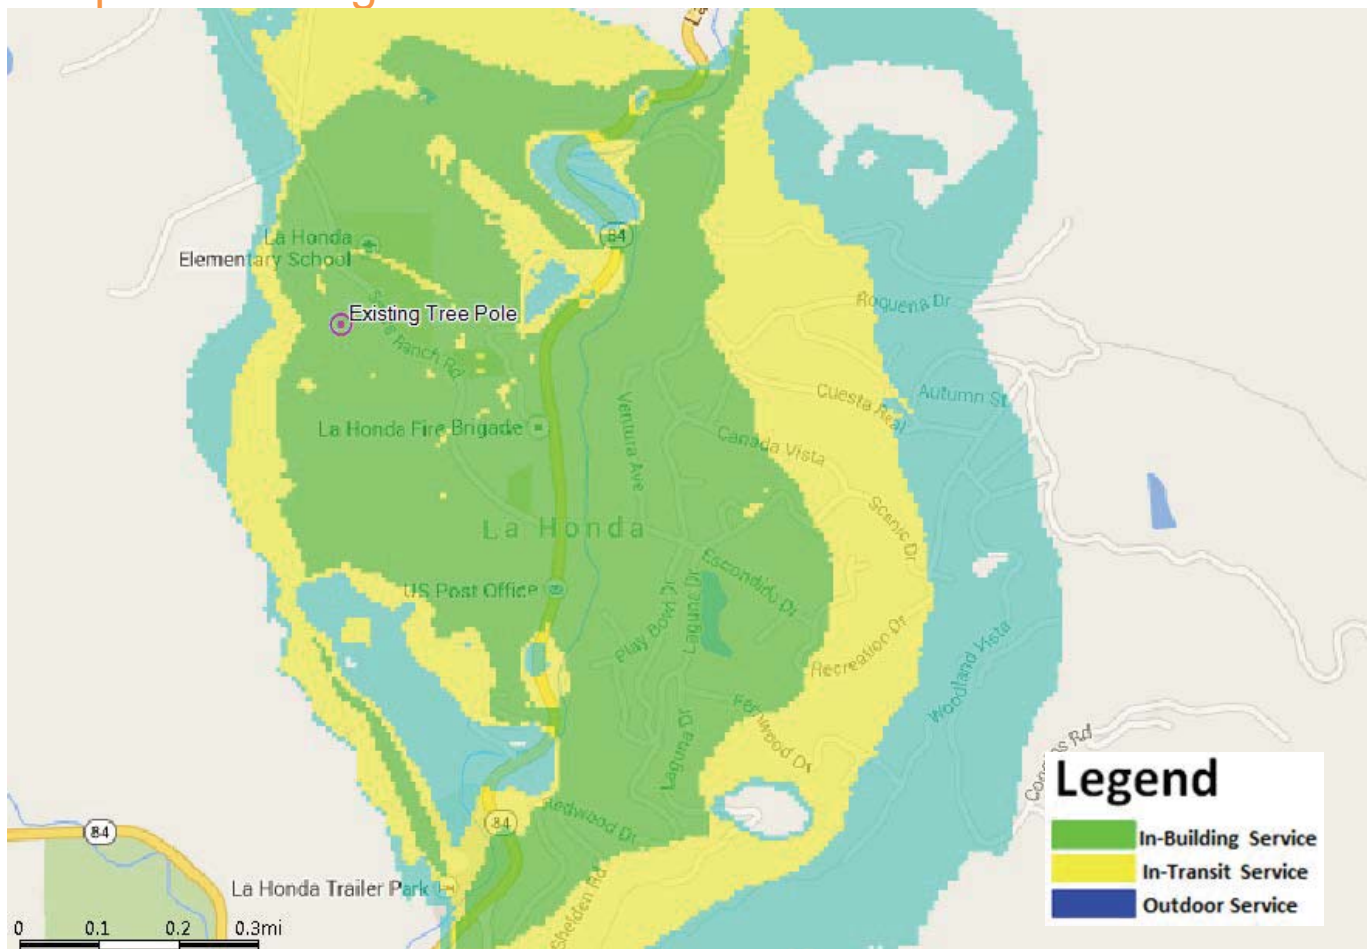 La Honda
Elementary School
Existing Tree Pole
Ranch Rd
84
Roquena Dr
Autumn St
Cuesta Real
La Honda Fire Brigade
Ventura Ave
Canada Vista
Scenic Dr
La Honda
Escondido Dr
US Post Office
Play Bowl Dr
Laguna Dr
Recreation Dr
Woodland Vista
Fernwood Dr
Laguna Dr
Redwood Dr
84
84
La Honda Trailer Park
Shelden Rd
Rd
0 0.1 0.2 0.3mi
Legend
In-Building Service
In-Transit Service
Outdoor Service